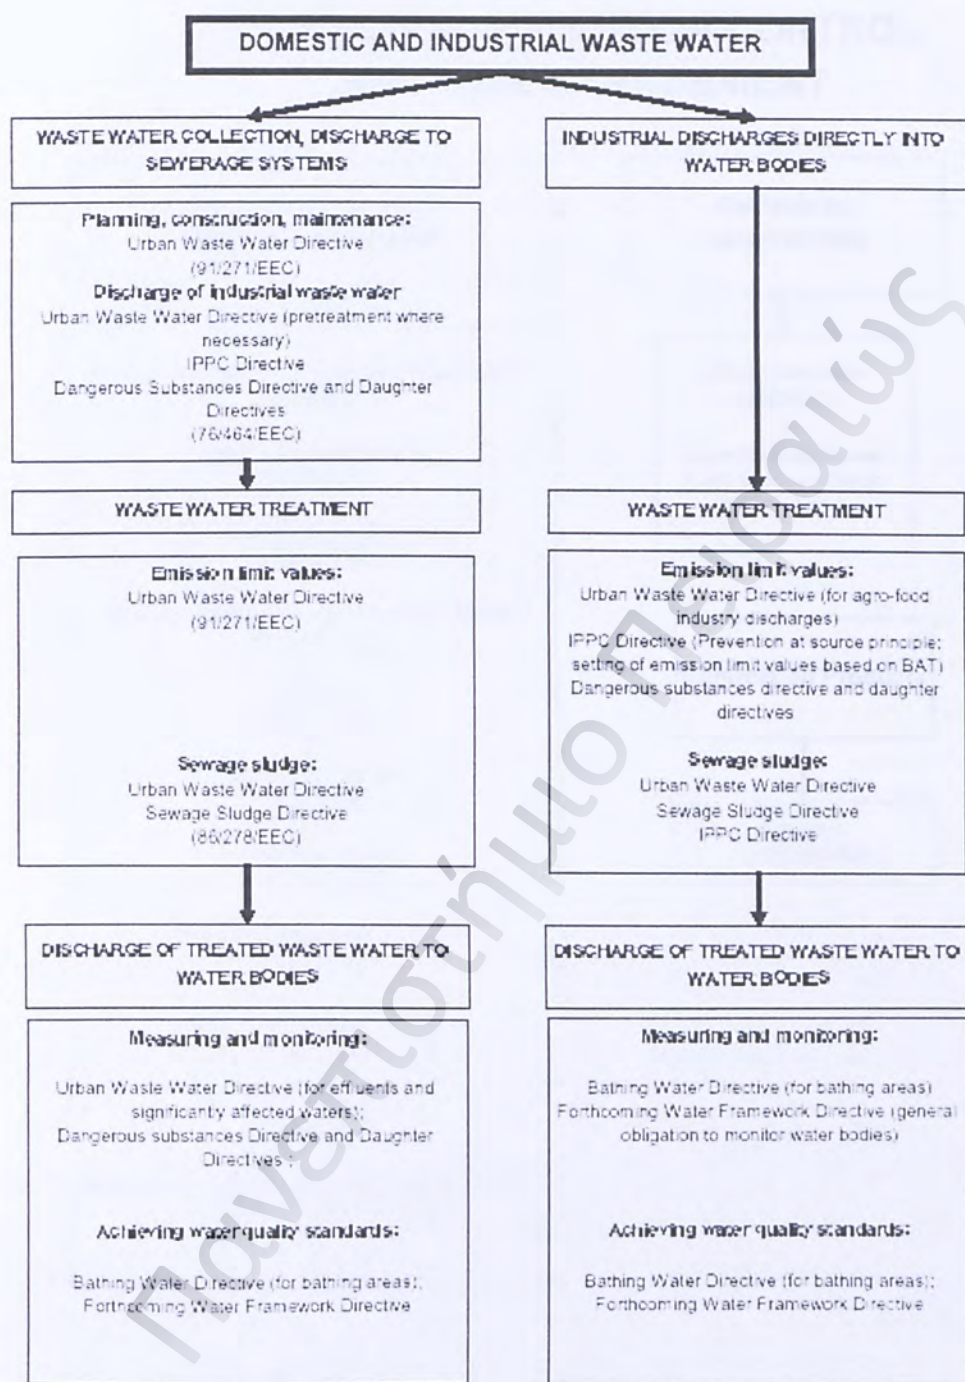 DOMESTIC AND INDUSTRIAL WASTE WATER
WASTE WATER COLLECTION, DISCHARGE TO
SEWERAGE SYSTEMS
Planning, construction, maintenance:
Urban Waste Water Directive
(91/271/EEC)
Discharge of industrial waste water
Urban Waste Water Directive (pretreatment where
necessary)
IPPC Directive
Dangerous Substances Directive and Daughter
Directives
(76/464/EEC)
WASTE WATER TREATMENT
Emission limit values:
Urban Waste Water Directive
(91/271/EEC)
Sewage sludge:
Urban Waste Water Directive
Sewage Sludge Directive
(86/278/EEC)
DISCHARGE OF TREATED WASTE WATER TO
WATER BODIES
Measuring and monitoring:
Urban Waste Water Directive (for effluents and
significantly affected waters);
Dangerous substances Directive and Daughter
Directives ;
Achieving water quality standards:
Bathing Water Directive (for bathing areas);
Forthcoming Water Framework Directive
INDUSTRIAL DISCHARGES DIRECTLY INTO
WATER BODIES
WASTE WATER TREATMENT
Emission limit values:
Urban Waste Water Directive (for agro-food
industry discharges)
IPPC Directive (Prevention at source principle;
setting of emission limit values based on BAT)
Dangerous substances directive and daughter
directives
Sewage sludge:
Urban Waste Water Directive
Sewage Sludge Directive
IPPC Directive
DISCHARGE OF TREATED WASTE WATER TO
WATER BODIES
Measuring and monitoring:
Bathing Water Directive (for bathing areas)
Forthcoming Water Framework Directive (general
obligation to monitor water bodies)
Achieving water quality standards:
Bathing Water Directive (for bathing areas);
Forthcoming Water Framework Directive
Πανεπιστήμιο Πειραιώς